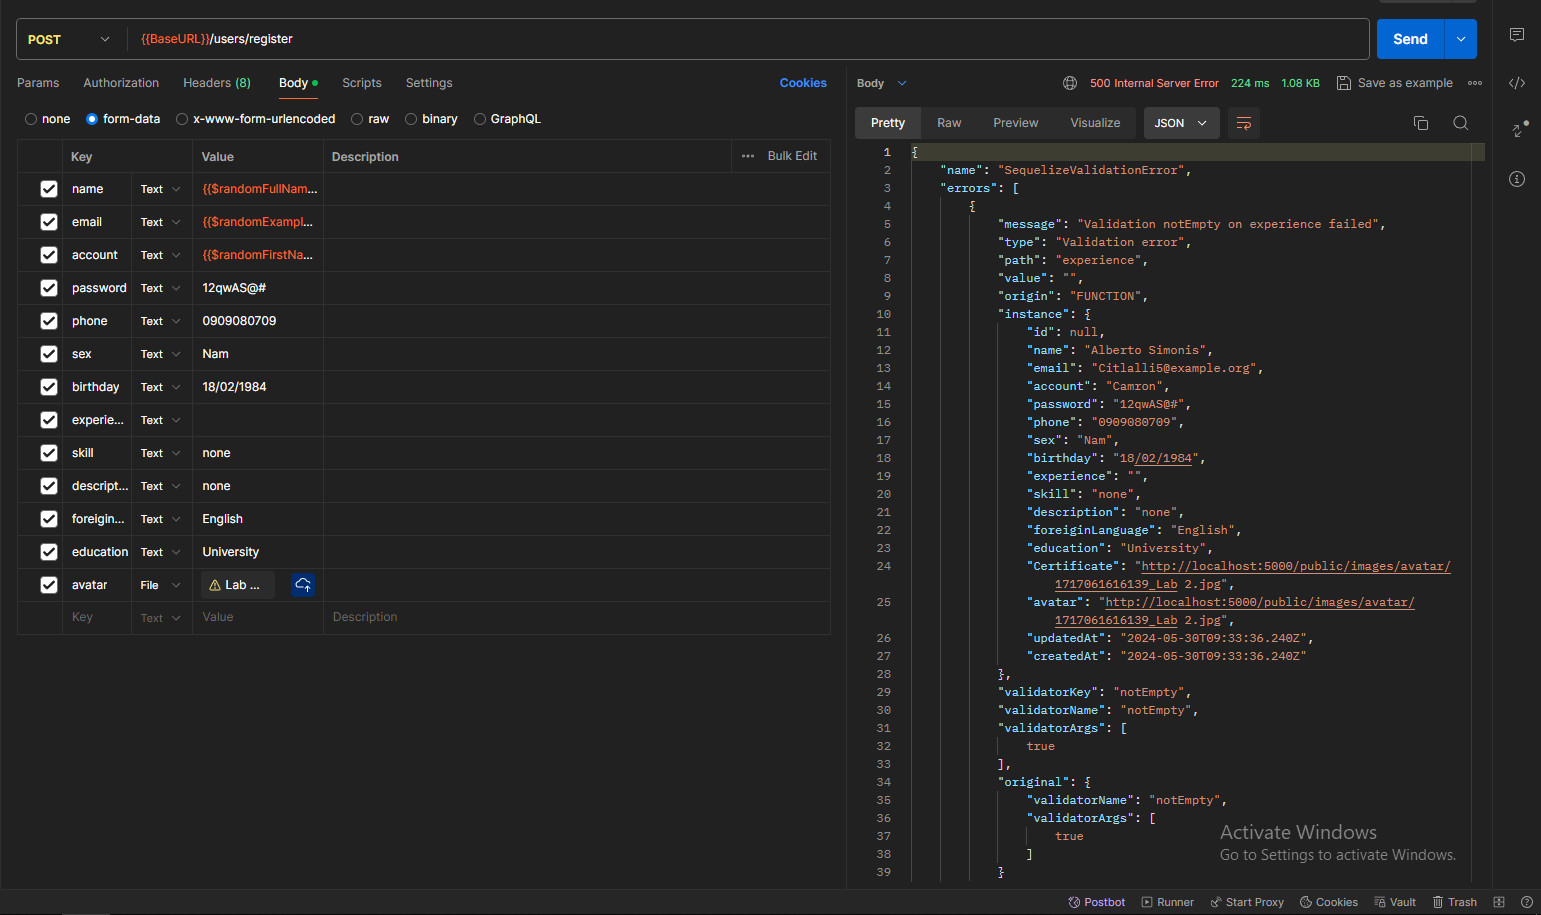 POST {{BaseURL}}/users/register Send
Params Authorization Headers (8) Body Scripts Settings Cookies
none form-data x-www-form-urlencoded raw binary GraphQL
Key Value Description Bulk Edit
name Text {{$randomFullNam...
email Text {{$randomExampl...
account Text {{$randomFirstNa...
password Text 12qwAS@#
phone Text 0909080709
sex Text Nam
birthday Text 18/02/1984
experie... Text
skill Text none
descript... Text none
foreigin... Text English
education Text University
avatar File Lab ...
Key Text Value Description
Body 500 Internal Server Error 224 ms 1.08 KB Save as example
Pretty Raw Preview Visualize JSON
1 {
2 "name": "SequelizeValidationError",
3 "errors": [
4 {
5 "message": "Validation notEmpty on experience failed",
6 "type": "Validation error",
7 "path": "experience",
8 "value": "",
9 "origin": "FUNCTION",
10 "instance": {
11 "id": null,
12 "name": "Alberto Simonis",
13 "email": "Citlalli5@example.org",
14 "account": "Camron",
15 "password": "12qwAS@#",
16 "phone": "0909080709",
17 "sex": "Nam",
18 "birthday": "18/02/1984",
19 "experience": "",
20 "skill": "none",
21 "description": "none",
22 "foreiginLanguage": "English",
23 "education": "University",
24 "Certificate": "http://localhost:5000/public/images/avatar/
1717061616139_Lab 2.jpg",
25 "avatar": "http://localhost:5000/public/images/avatar/
1717061616139_Lab 2.jpg",
26 "updatedAt": "2024-05-30T09:33:36.240Z",
27 "createdAt": "2024-05-30T09:33:36.240Z"
28 },
29 "validatorKey": "notEmpty",
30 "validatorName": "notEmpty",
31 "validatorArgs": [
32 true
33 ],
34 "original": {
35 "validatorName": "notEmpty",
36 "validatorArgs": [
37 true
38 ]
39 }
Activate Windows
Go to Settings to activate Windows.
Postbot Runner Start Proxy Cookies Vault Trash